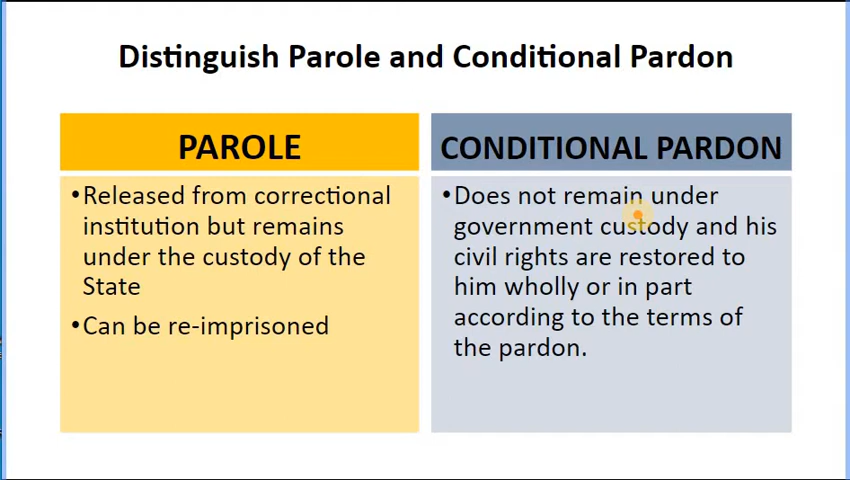 Distinguish Parole and Conditional Pardon
PAROLE
•Released from correctional
institution but remains
under the custody of the
State
•Can be re-imprisoned
CONDITIONAL PARDON
•Does not remain under
government custody and his
civil rights are restored to
him wholly or in part
according to the terms of
the pardon.